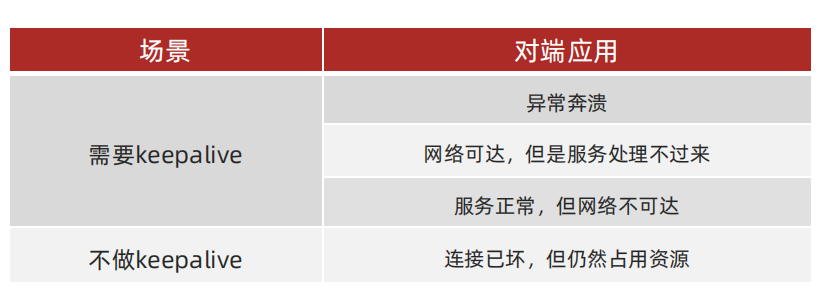 场景
对端应用
需要keepalive
异常奔溃
网络可达，但是服务处理不过来
服务正常，但网络不可达
不做keepalive
连接已坏，但仍然占用资源